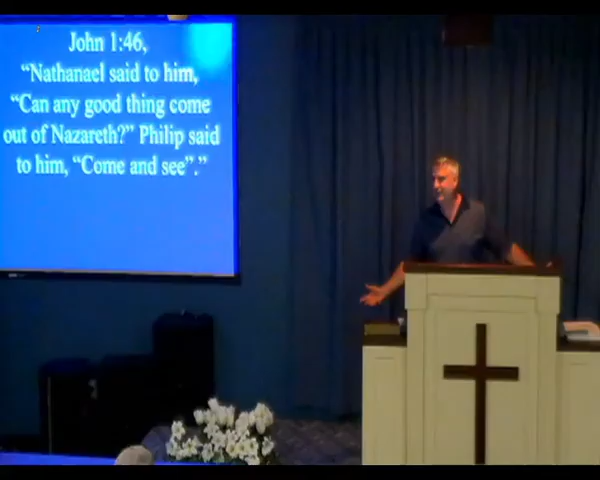 John 1:46,
“Nathanael said to him,
“Can any good thing come
out of Nazareth?” Philip said
to him, “Come and see”.”